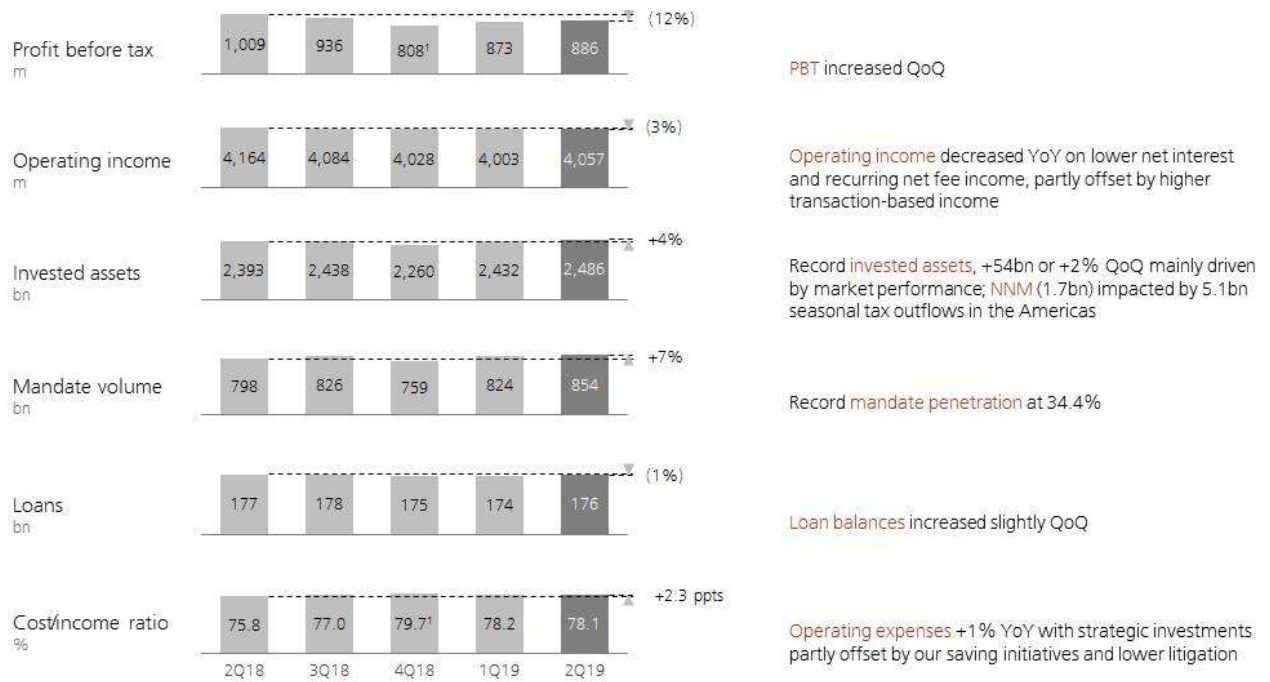 Profit before tax
m
1,009 936 808¹ 873 886
(12%)
PBT increased QoQ
Operating income
m
4,164 4,084 4,028 4,003 4,057
(3%)
Operating income decreased YoY on lower net interest
and recurring net fee income, partly offset by higher
transaction-based income
Invested assets
bn
2,393 2,438 2,260 2,432 2,486
+4%
Record invested assets, +54bn or +2% QoQ mainly driven
by market performance; NNM (1.7bn) impacted by 5.1bn
seasonal tax outflows in the Americas
Mandate volume
bn
798 826 759 824 854
+7%
Record mandate penetration at 34.4%
Loans
bn
177 178 175 174 176
(1%)
Loan balances increased slightly QoQ
Cost/income ratio
%
75.8 77.0 79.7¹ 78.2 78.1
+2.3 ppts
2Q18 3Q18 4Q18 1Q19 2Q19
Operating expenses +1% YoY with strategic investments
partly offset by our saving initiatives and lower litigation